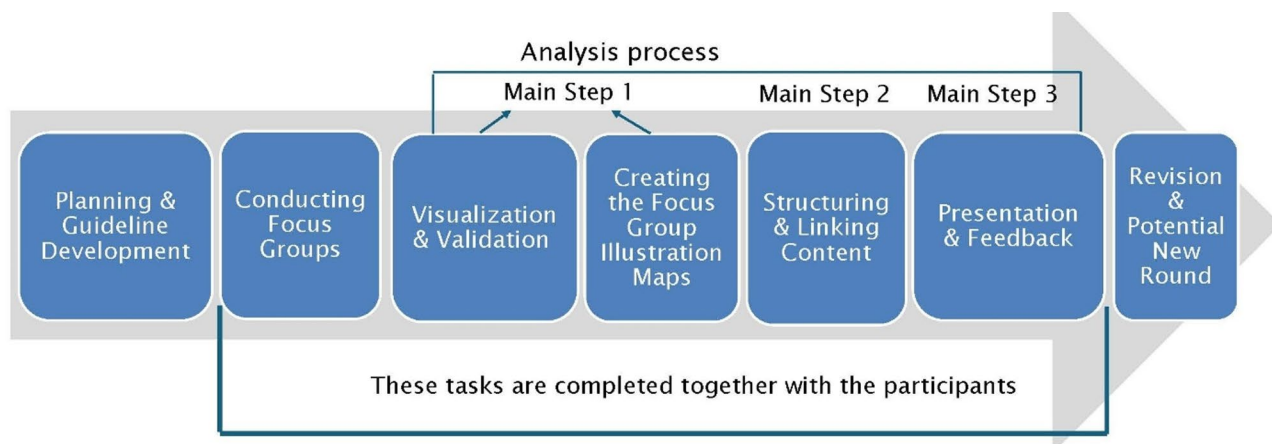 Analysis process
Main Step 1
Main Step 2
Main Step 3
Planning &
Guideline
Development
Conducting
Focus
Groups
Visualization
& Validation
Creating
the Focus
Group
Illustration
Maps
Structuring
& Linking
Content
Presentation
& Feedback
Revision
&
Potential
New
Round
These tasks are completed together with the participants